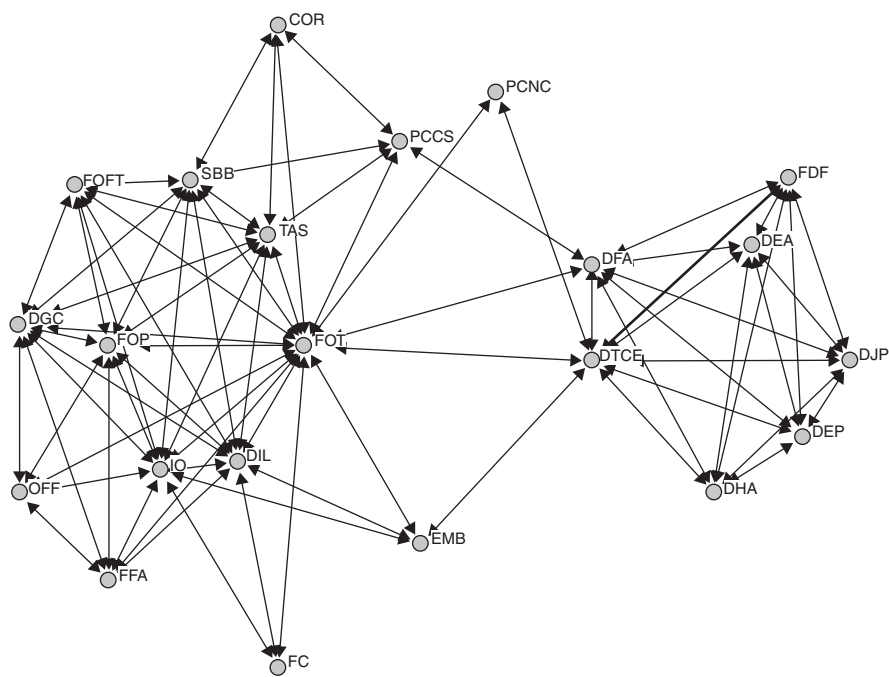 COR
PCNC
PCCS
SBB
FOFT
FDF
TAS
DEA
DFA
DGC
FOP
FOT
DTCE
DJP
DEP
IO
DIL
OFF
DHA
EMB
FFA
FC